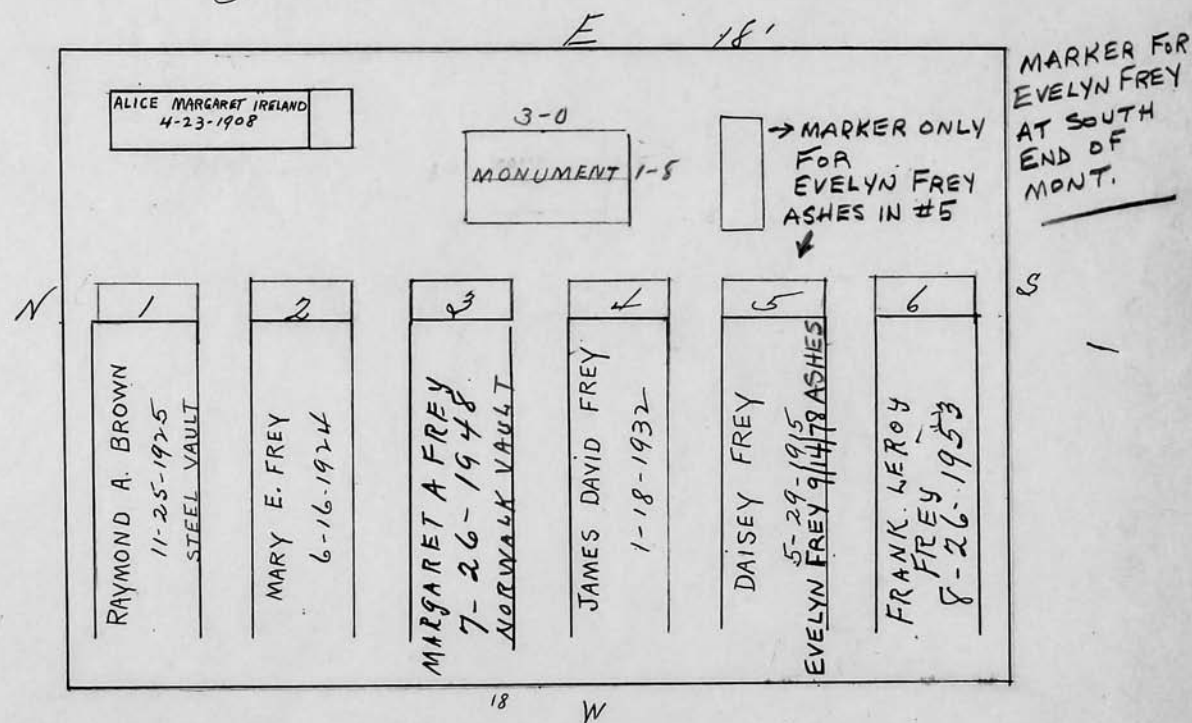 E 18'
ALICE MARGARET IRELAND
4-23-1908
3-0
MONUMENT 1-8
→ MARKER ONLY
FOR
EVELYN FREY
ASHES IN #5
MARKER FOR
EVELYN FREY
AT SOUTH
END OF
MONT.
N
S
1
RAYMOND A. BROWN
11-25-1925
STEEL VAULT
2
MARY E. FREY
6-16-1924
3
MARGARET A FREY
7-26-1948
NORWALK VAULT
4
JAMES DAVID FREY
1-18-1932
5
DAISEY FREY
5-29-1915
EVELYN FREY 9/14/78 ASHES
6
FRANK. LEROY
FREY
8-26-1953
18
W